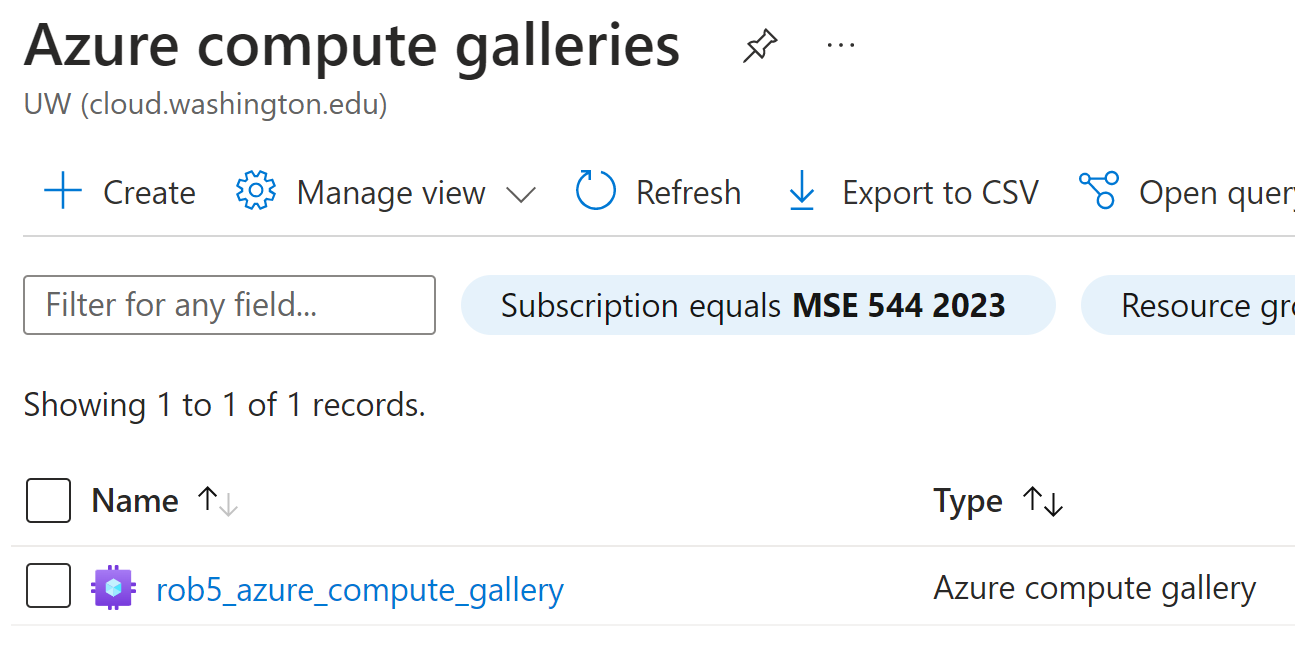 Azure compute galleries
UW (cloud.washington.edu)
Create Manage view Refresh Export to CSV Open query
Filter for any field... Subscription equals MSE 544 2023 Resource gro
Showing 1 to 1 of 1 records.
Name Type
rob5_azure_compute_gallery Azure compute gallery